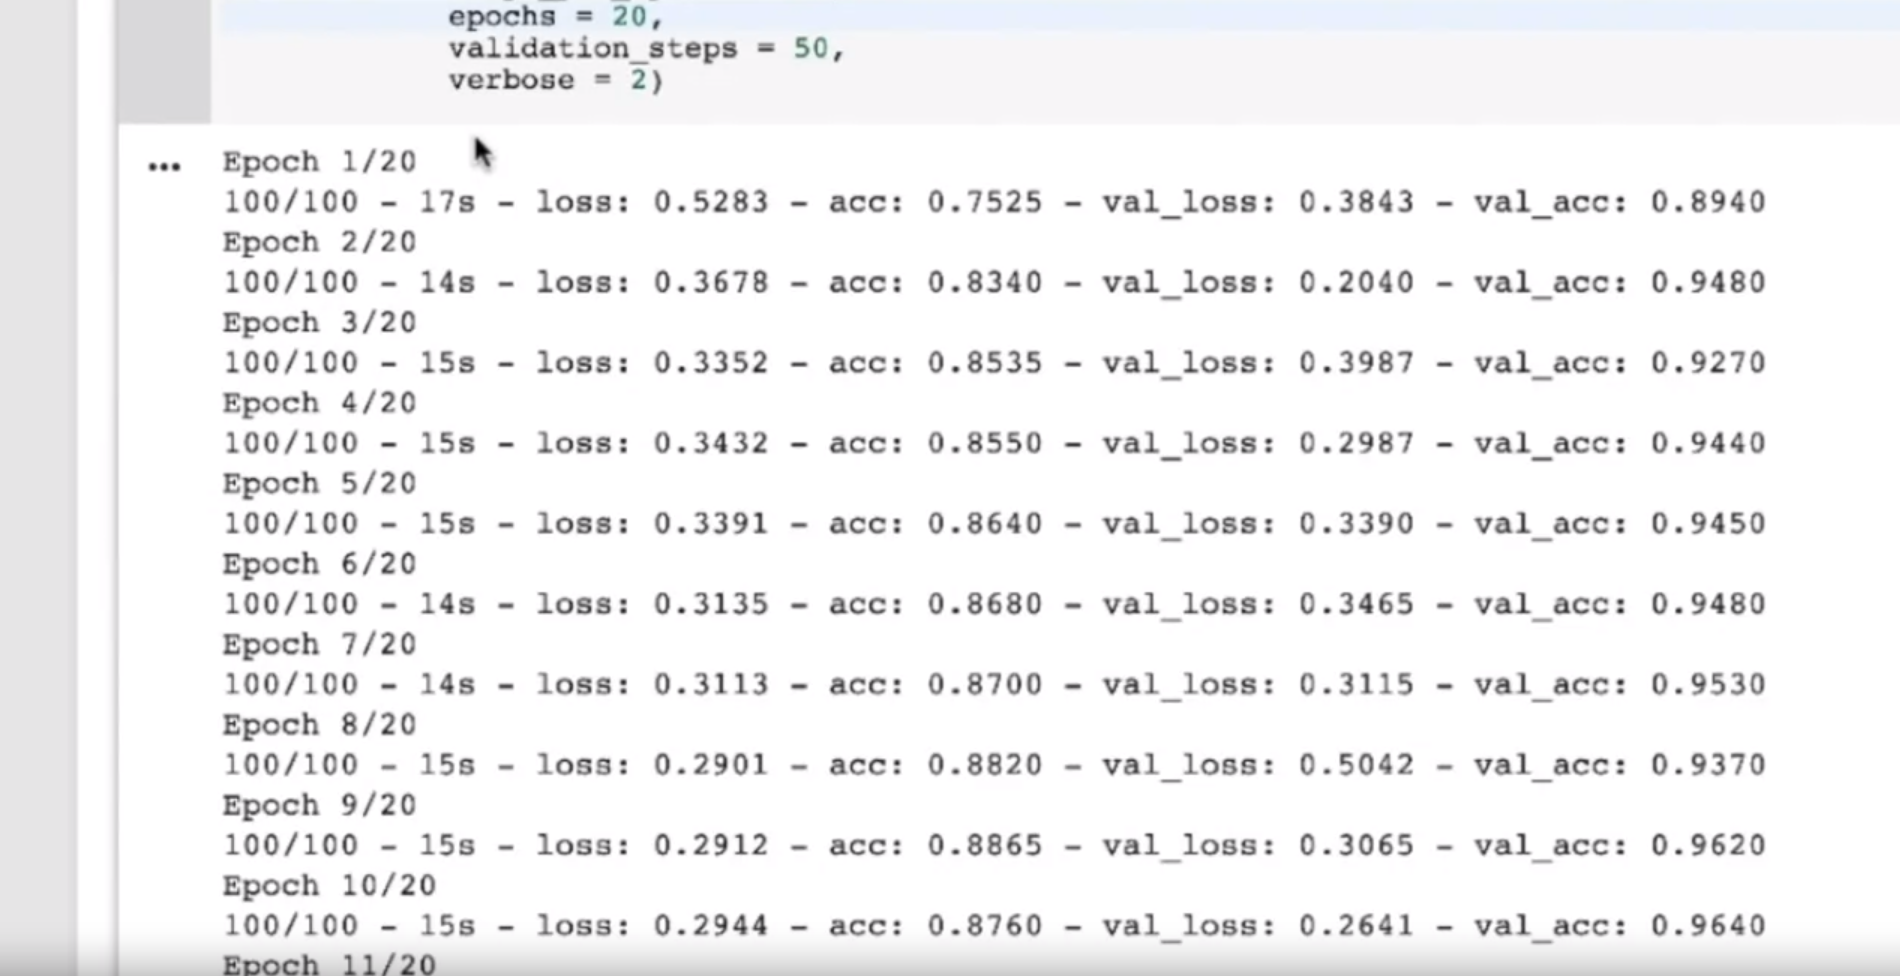 epochs = 20,
validation_steps = 50,
verbose = 2)
... Epoch 1/20
100/100 - 17s - loss: 0.5283 - acc: 0.7525 - val_loss: 0.3843 - val_acc: 0.8940
Epoch 2/20
100/100 - 14s - loss: 0.3678 - acc: 0.8340 - val_loss: 0.2040 - val_acc: 0.9480
Epoch 3/20
100/100 - 15s - loss: 0.3352 - acc: 0.8535 - val_loss: 0.3987 - val_acc: 0.9270
Epoch 4/20
100/100 - 15s - loss: 0.3432 - acc: 0.8550 - val_loss: 0.2987 - val_acc: 0.9440
Epoch 5/20
100/100 - 15s - loss: 0.3391 - acc: 0.8640 - val_loss: 0.3390 - val_acc: 0.9450
Epoch 6/20
100/100 - 14s - loss: 0.3135 - acc: 0.8680 - val_loss: 0.3465 - val_acc: 0.9480
Epoch 7/20
100/100 - 14s - loss: 0.3113 - acc: 0.8700 - val_loss: 0.3115 - val_acc: 0.9530
Epoch 8/20
100/100 - 15s - loss: 0.2901 - acc: 0.8820 - val_loss: 0.5042 - val_acc: 0.9370
Epoch 9/20
100/100 - 15s - loss: 0.2912 - acc: 0.8865 - val_loss: 0.3065 - val_acc: 0.9620
Epoch 10/20
100/100 - 15s - loss: 0.2944 - acc: 0.8760 - val_loss: 0.2641 - val_acc: 0.9640
Epoch 11/20